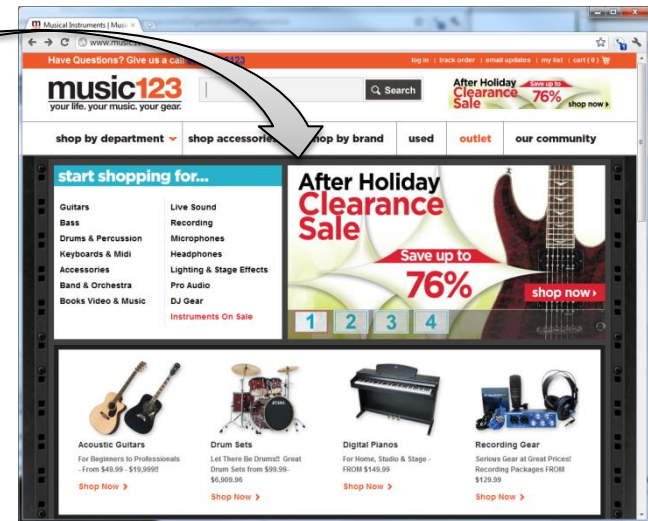 Musical Instruments | Music
www.music
Have Questions? Give us a call
log in | track order | email updates | my list | cart ( 0 )
music123
your life. your music. your gear.
Search
After Holiday
Clearance
Sale
Save up to
76%
shop now
shop by department
shop accessories
shop by brand
used
outlet
our community
start shopping for...
Guitars
Bass
Drums & Percussion
Keyboards & Midi
Accessories
Band & Orchestra
Books Video & Music
Live Sound
Recording
Microphones
Headphones
Lighting & Stage Effects
Pro Audio
DJ Gear
Instruments On Sale
After Holiday
Clearance
Sale
Save up to
76%
shop now
1 2 3 4
Acoustic Guitars
For Beginners to Professionals
- From $49.99 - $19,999!!
Shop Now >
Drum Sets
Let There Be Drums!! Great
Drum Sets from $99.99-
$6,909.96
Shop Now >
Digital Pianos
For Home, Studio & Stage -
FROM $149.99
Shop Now >
Recording Gear
Serious Gear at Great Prices!
Recording Packages FROM
$129.99
Shop Now >